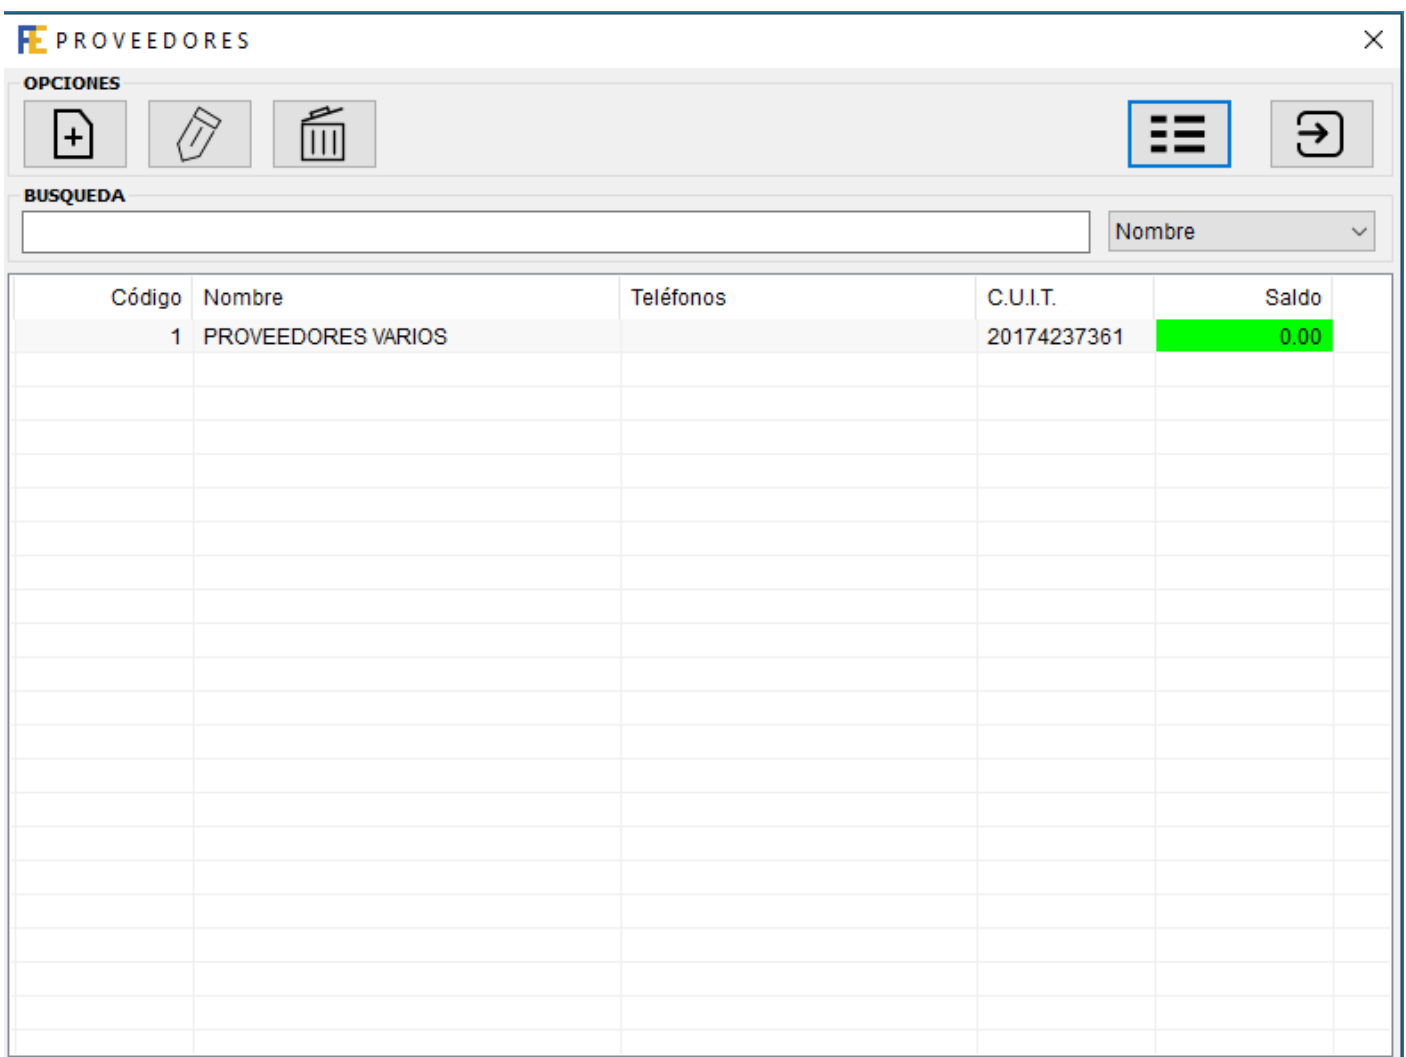 FE PROVEEDORES
OPCIONES
BUSQUEDA
Nombre
Código Nombre Teléfonos C.U.I.T. Saldo
1 PROVEEDORES VARIOS 20174237361 0.00